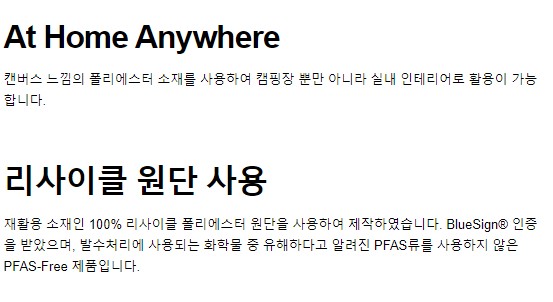 At Home Anywhere
캔버스 느낌의 폴리에스터 소재를 사용하여 캠핑장 뿐만 아니라 실내 인테리어로 활용이 가능
합니다.
리사이클 원단 사용
재활용 소재인 100% 리사이클 폴리에스터 원단을 사용하여 제작하였습니다. BlueSign® 인증
을 받았으며, 발수처리에 사용되는 화학물 중 유해하다고 알려진 PFAS류를 사용하지 않은
PFAS-Free 제품입니다.